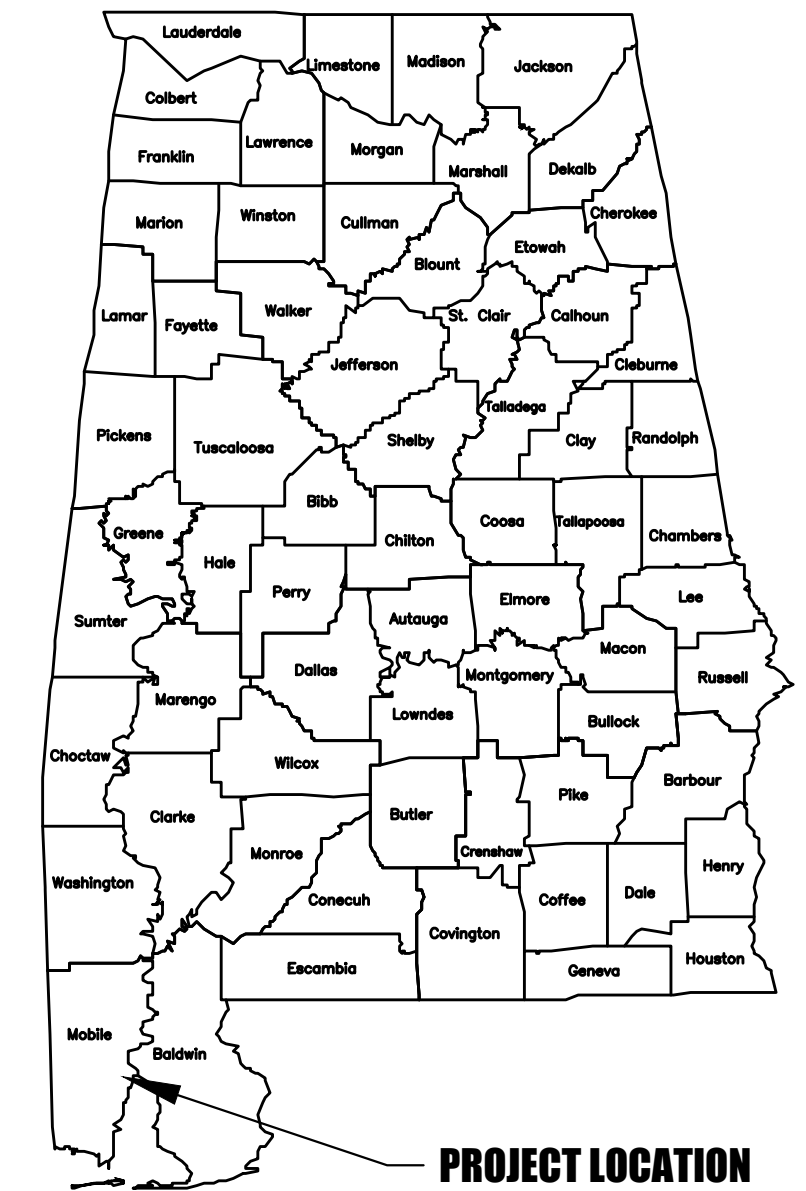 Lauderdale
Limestone
Madison
Jackson
Colbert
Lawrence
Franklin
Morgan
Marshall
Dekalb
Marion
Winston
Cullman
Cherokee
Etowah
Blount
Lamar
Fayette
Walker
St. Clair
Calhoun
Jefferson
Cleburne
Talladega
Pickens
Tuscaloosa
Shelby
Clay
Randolph
Bibb
Greene
Chilton
Coosa
Tallapoosa
Chambers
Hale
Perry
Elmore
Lee
Sumter
Autauga
Macon
Dallas
Montgomery
Russell
Marengo
Lowndes
Bullock
Choctaw
Wilcox
Barbour
Pike
Clarke
Butler
Monroe
Crenshaw
Henry
Washington
Conecuh
Coffee
Dale
Covington
Escambia
Geneva
Houston
Mobile
Baldwin
PROJECT LOCATION